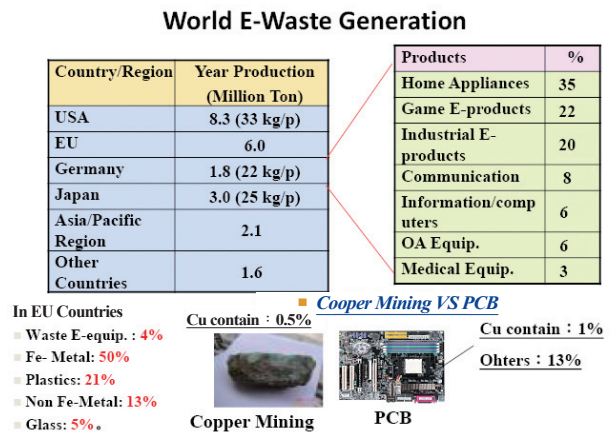 World E-Waste Generation
Country/Region Year Production
(Million Ton)
USA 8.3 (33 kg/p)
EU 6.0
Germany 1.8 (22 kg/p)
Japan 3.0 (25 kg/p)
Asia/Pacific
Region 2.1
Other
Countries 1.6
Products %
Home Appliances 35
Game E-products 22
Industrial E-
products 20
Communication 8
Information/comp
uters 6
OA Equip. 6
Medical Equip. 3
In EU Countries
Waste E-equip. : 4%
Fe- Metal: 50%
Plastics: 21%
Non Fe-Metal: 13%
Glass: 5%。
Cooper Mining VS PCB
Cu contain：0.5%
Copper Mining
PCB
Cu contain：1%
Ohters：13%